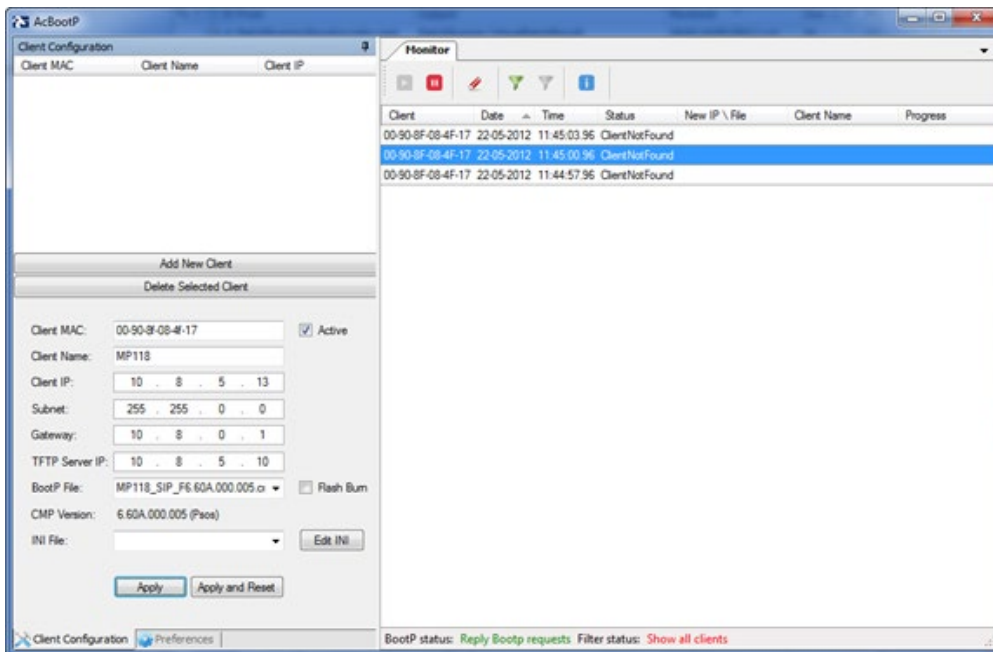 AcBootP
Client Configuration
Client MAC Client Name Client IP
Add New Client
Delete Selected Client
Client MAC: 00-90-8f-08-4f-17 Active
Client Name: MP118
Client IP: 10 . 8 . 5 . 13
Subnet: 255 . 255 . 0 . 0
Gateway: 10 . 8 . 0 . 1
TFTP Server IP: 10 . 8 . 5 . 10
BootP File: MP118_SIP_F6.60A.000.005.c Flash Burn
CMP Version: 6.60A.000.005 (Psos)
INI File: Edit INI
Apply Apply and Reset
Client Configuration Preferences
Monitor
Client Date Time Status New IP \ File Client Name Progress
00-90-8F-08-4F-17 22-05-2012 11:45:03.96 ClientNotFound
00-90-8F-08-4F-17 22-05-2012 11:45:00.96 ClientNotFound
00-90-8F-08-4F-17 22-05-2012 11:44:57.96 ClientNotFound
BootP status: Reply Bootp requests Filter status: Show all clients